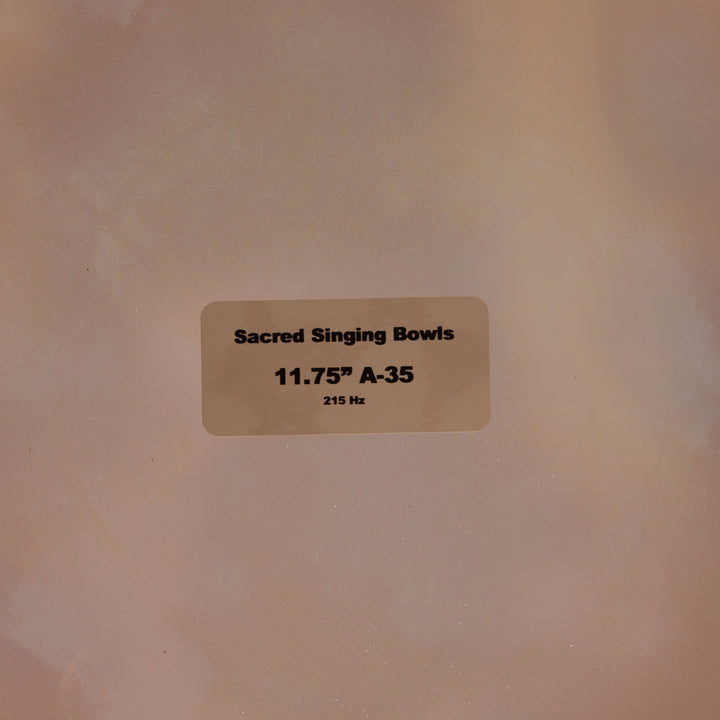 Sacred Singing Bowls
11.75” A-35
215 Hz